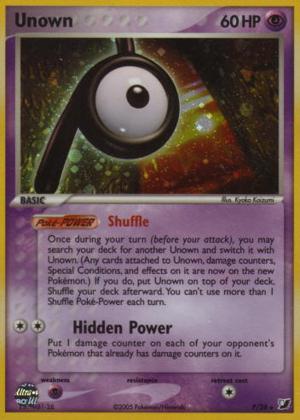 Unown
60 HP
BASIC
Illus. Kyoko Koizumi
Poké-POWER Shuffle
Once during your turn (before your attack), you may
search your deck for another Unown and switch it with
Unown. (Any cards attached to Unown, damage counters,
Special Conditions, and effects on it are now on the new
Pokémon.) If you do, put Unown on top of your deck.
Shuffle your deck afterward. You can't use more than 1
Shuffle Poké-Power each turn.
Hidden Power
Put 1 damage counter on each of your opponent's
Pokémon that already has damage counters on it.
weakness
resistance
retreat cost
©2005 Pokémon/Nintendo